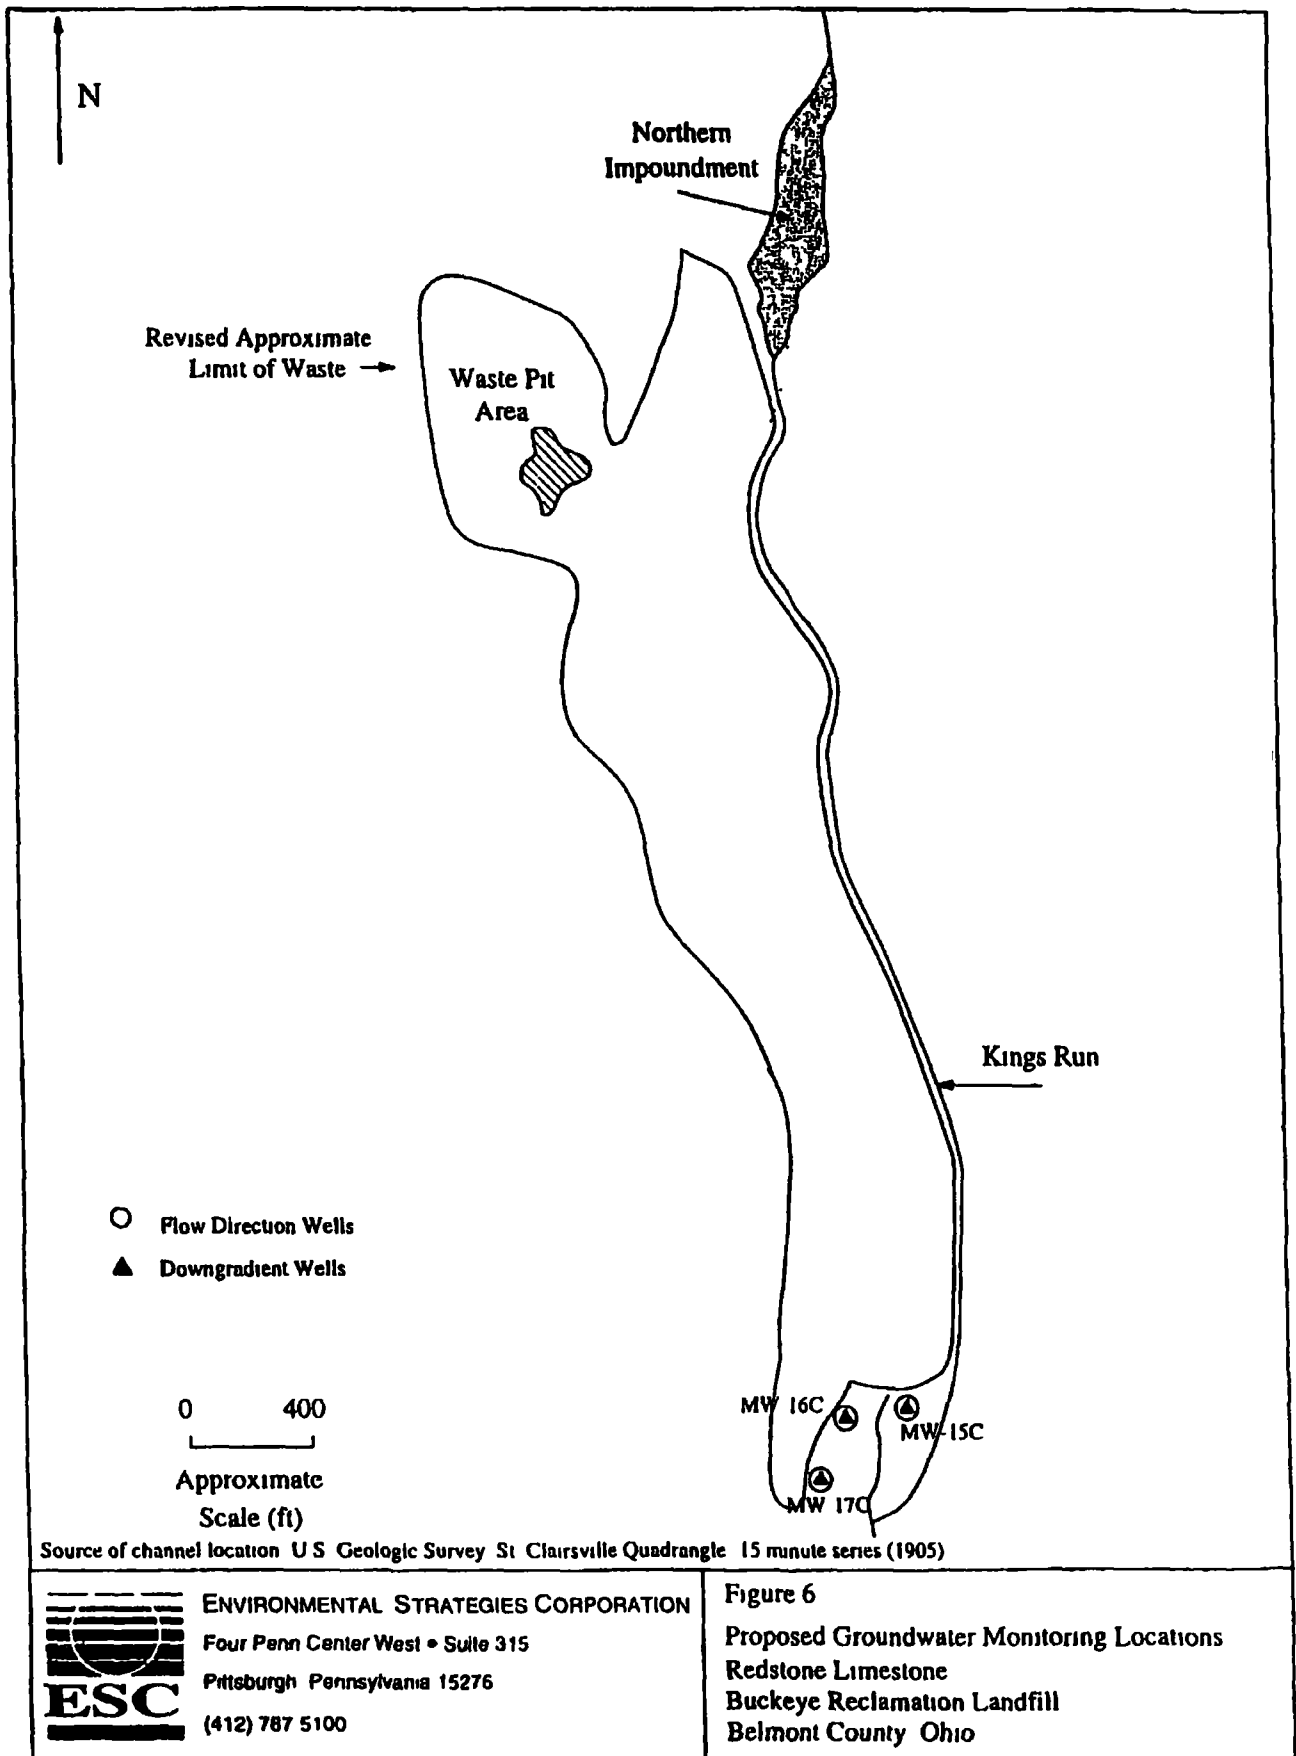 N
Northern
Impoundment
Revised Approximate
Limit of Waste
Waste Pit
Area
Kings Run
Flow Direction Wells
Downgradient Wells
0 400
Approximate
Scale (ft)
MW 16C
MW-15C
MW 17C
Source of channel location U S Geologic Survey St Clairsville Quadrangle 15 minute series (1905)
ESC
ENVIRONMENTAL STRATEGIES CORPORATION
Four Penn Center West • Suite 315
Pittsburgh Pennsylvania 15276
(412) 787 5100
Figure 6
Proposed Groundwater Monitoring Locations
Redstone Limestone
Buckeye Reclamation Landfill
Belmont County Ohio